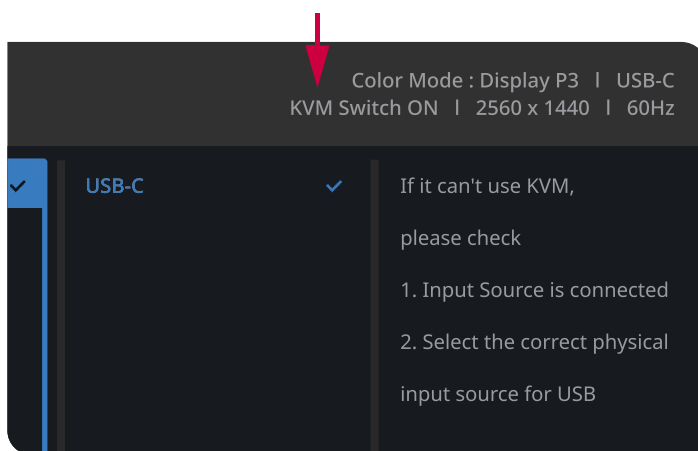 Color Mode : Display P3 l USB-C
KVM Switch ON l 2560 x 1440 l 60Hz
USB-C
If it can't use KVM,
please check
1. Input Source is connected
2. Select the correct physical
input source for USB